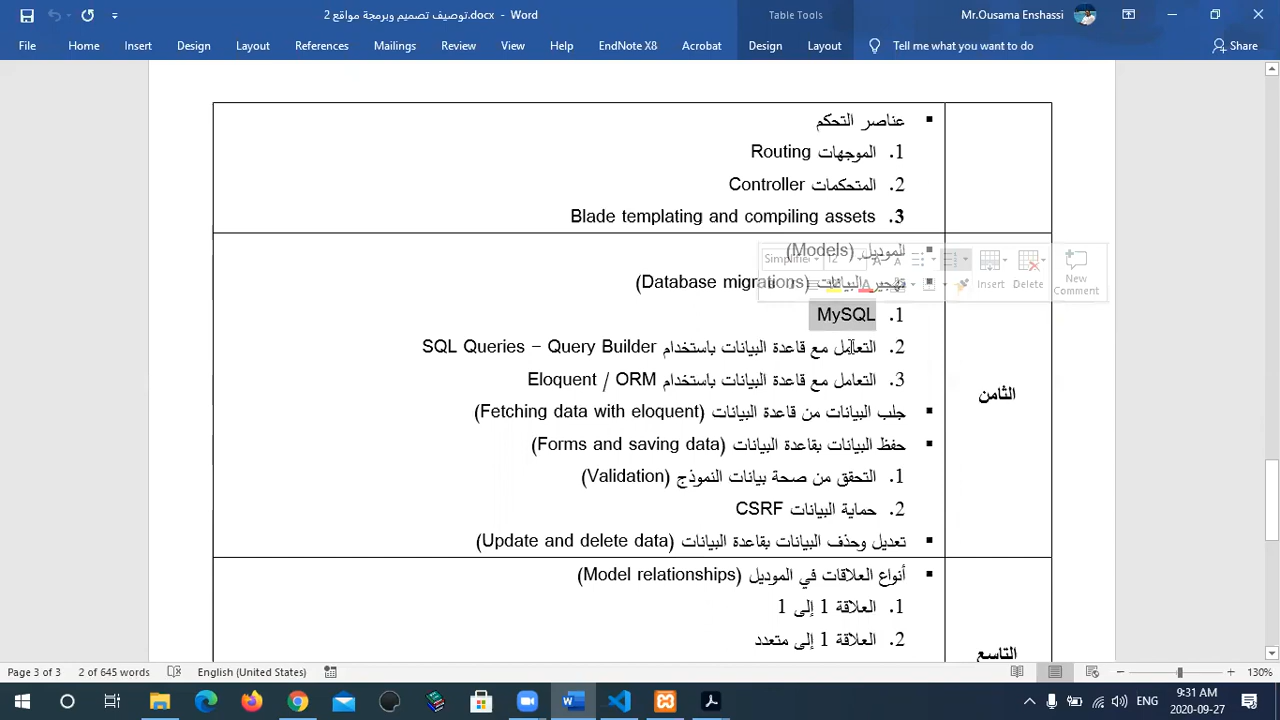 توصيف تصميم وبرمجة مواقع 2.docx - Word
Table Tools
Mr.Ousama Enshassi
File Home Insert Design Layout References Mailings Review View Help EndNote X8 Acrobat Design Layout Tell me what you want to do Share
▪ عناصر التحكم
1. الموجهات Routing
2. المتحكمات Controller
3. Blade templating and compiling assets
▪ الموديل (Models)
Simplifie 12
▪ تهجير البيانات (Database migrations)
Insert Delete New Comment
1. MySQL
2. التعامل مع قاعدة البيانات باستخدام SQL Queries – Query Builder
3. التعامل مع قاعدة البيانات باستخدام Eloquent / ORM
الثامن
▪ جلب البيانات من قاعدة البيانات (Fetching data with eloquent)
▪ حفظ البيانات بقاعدة البيانات (Forms and saving data)
1. التحقق من صحة بيانات النموذج (Validation)
2. حماية البيانات CSRF
▪ تعديل وحذف البيانات بقاعدة البيانات (Update and delete data)
▪ أنواع العلاقات في الموديل (Model relationships)
1. العلاقة 1 إلى 1
2. العلاقة 1 إلى متعدد
التاسع
Page 3 of 3 2 of 645 words English (United States) 130%
ENG 9:31 AM
2020-09-27